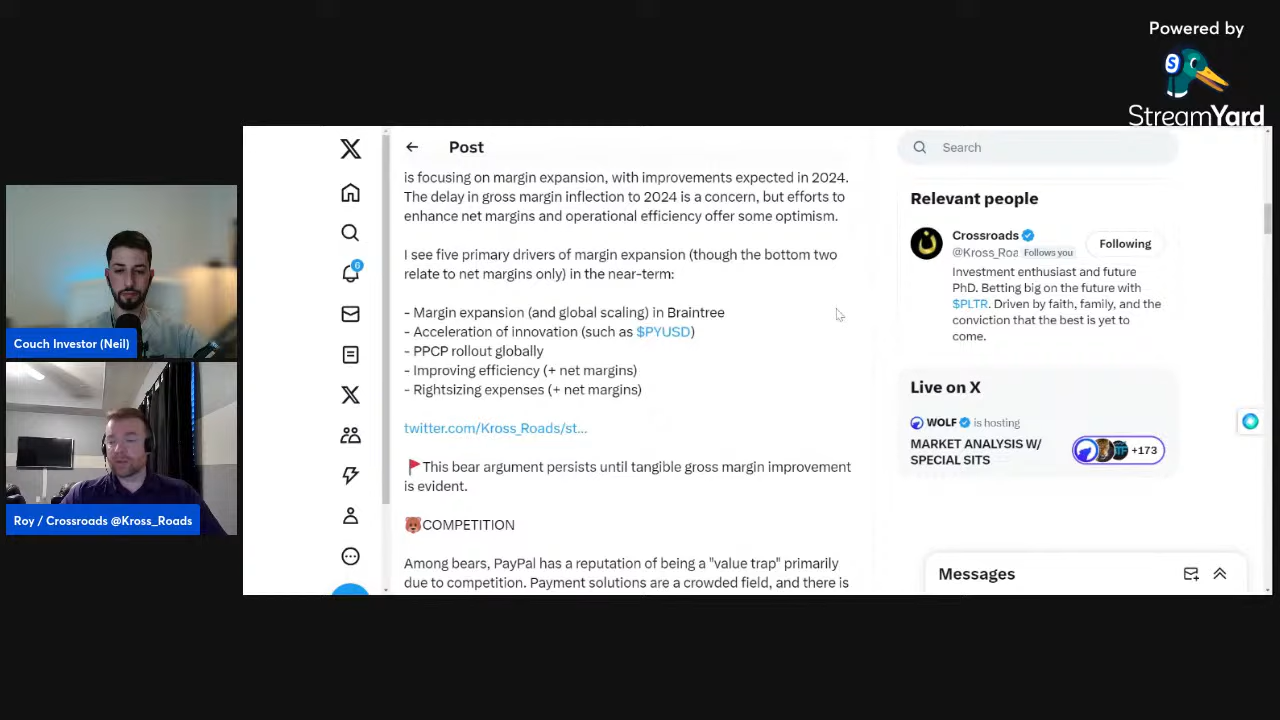 Powered by
StreamYard
Post
is focusing on margin expansion, with improvements expected in 2024.
The delay in gross margin inflection to 2024 is a concern, but efforts to
enhance net margins and operational efficiency offer some optimism.
I see five primary drivers of margin expansion (though the bottom two
relate to net margins only) in the near-term:
- Margin expansion (and global scaling) in Braintree
- Acceleration of innovation (such as $PYUSD)
- PPCP rollout globally
- Improving efficiency (+ net margins)
- Rightsizing expenses (+ net margins)
twitter.com/Kross_Roads/st...
🚩This bear argument persists until tangible gross margin improvement
is evident.
🐻COMPETITION
Among bears, PayPal has a reputation of being a "value trap" primarily
due to competition. Payment solutions are a crowded field, and there is
Search
Relevant people
Crossroads
@Kross_Roa Follows you
Following
Investment enthusiast and future
PhD. Betting big on the future with
$PLTR. Driven by faith, family, and the
conviction that the best is yet to
come.
Live on X
WOLF is hosting
MARKET ANALYSIS W/
SPECIAL SITS
+173
Messages
Couch Investor (Neil)
Roy / Crossroads @Kross_Roads